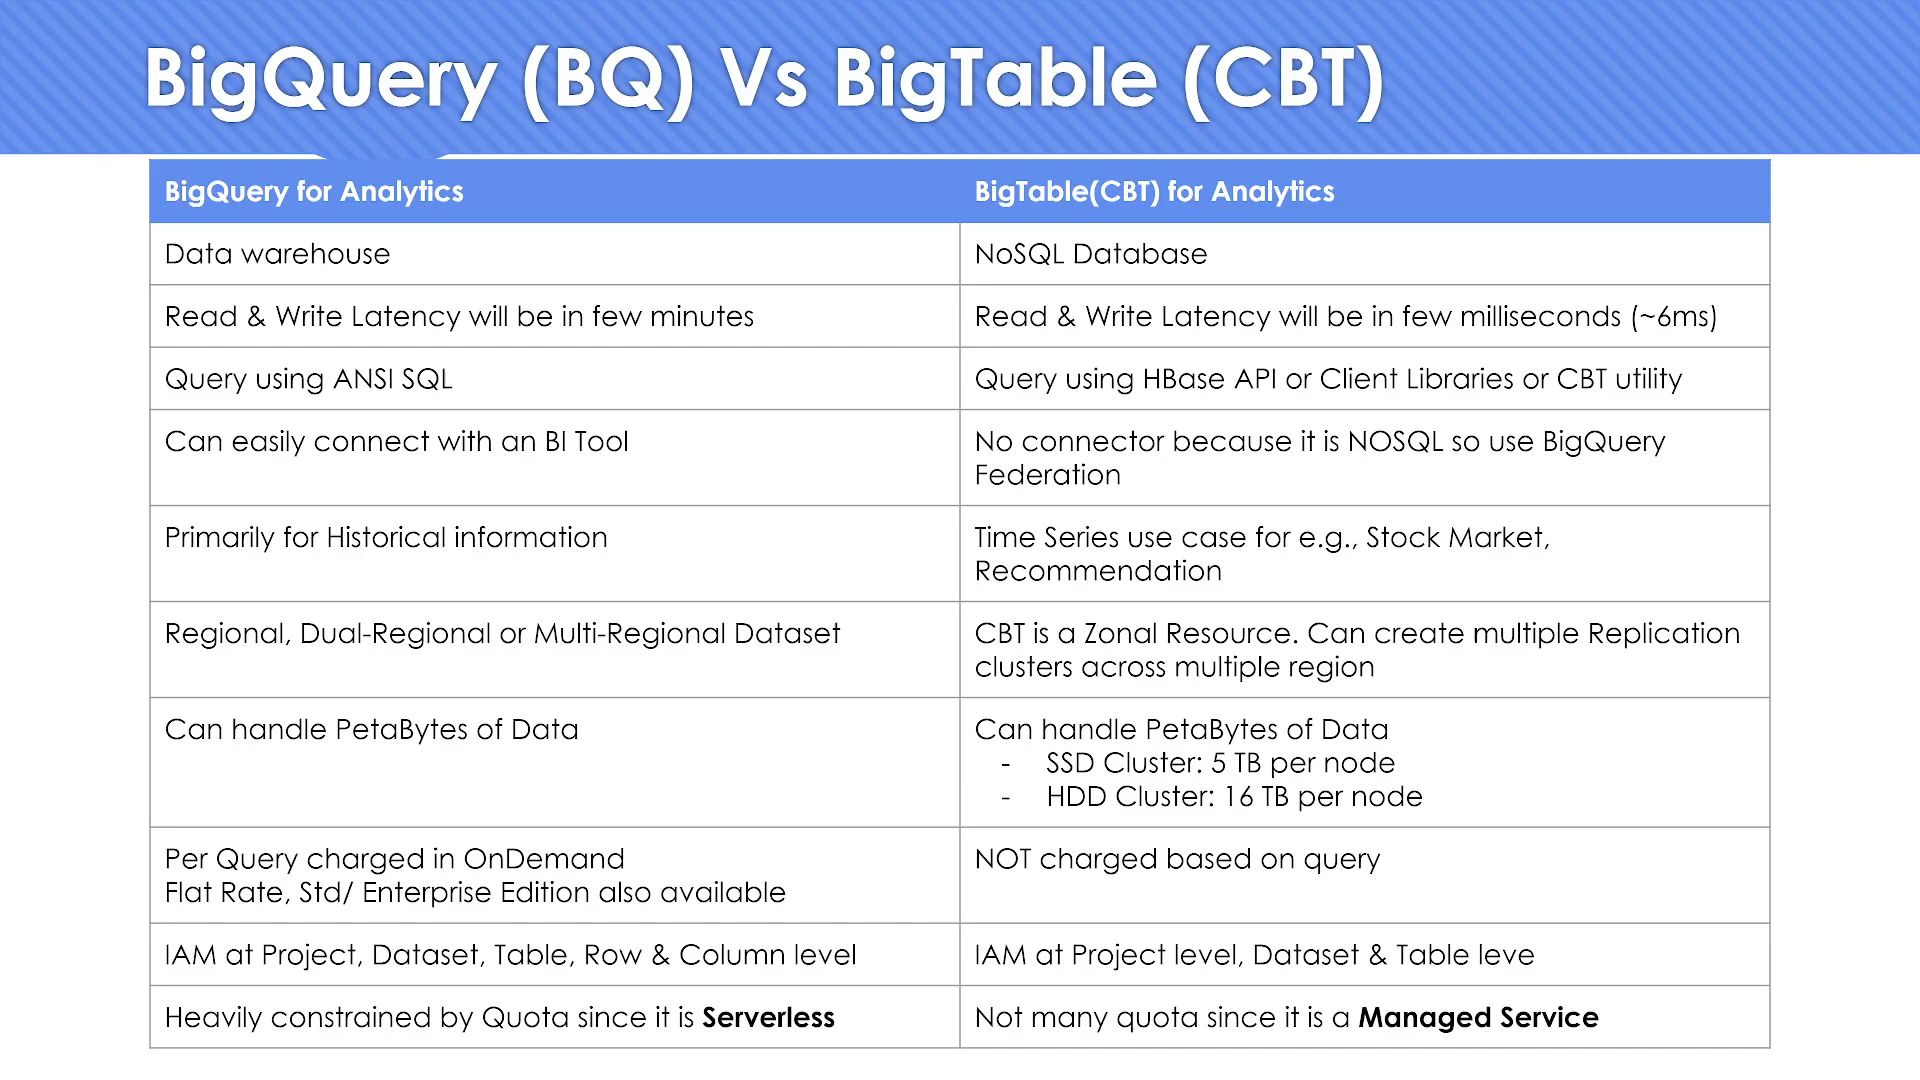 BigQuery (BQ) Vs BigTable (CBT)
BigQuery for Analytics
BigTable(CBT) for Analytics
Data warehouse
NoSQL Database
Read & Write Latency will be in few minutes
Read & Write Latency will be in few milliseconds (~6ms)
Query using ANSI SQL
Query using HBase API or Client Libraries or CBT utility
Can easily connect with an BI Tool
No connector because it is NOSQL so use BigQuery
Federation
Primarily for Historical information
Time Series use case for e.g., Stock Market,
Recommendation
Regional, Dual-Regional or Multi-Regional Dataset
CBT is a Zonal Resource. Can create multiple Replication
clusters across multiple region
Can handle PetaBytes of Data
Can handle PetaBytes of Data
- SSD Cluster: 5 TB per node
- HDD Cluster: 16 TB per node
Per Query charged in OnDemand
Flat Rate, Std/ Enterprise Edition also available
NOT charged based on query
IAM at Project, Dataset, Table, Row & Column level
IAM at Project level, Dataset & Table leve
Heavily constrained by Quota since it is Serverless
Not many quota since it is a Managed Service